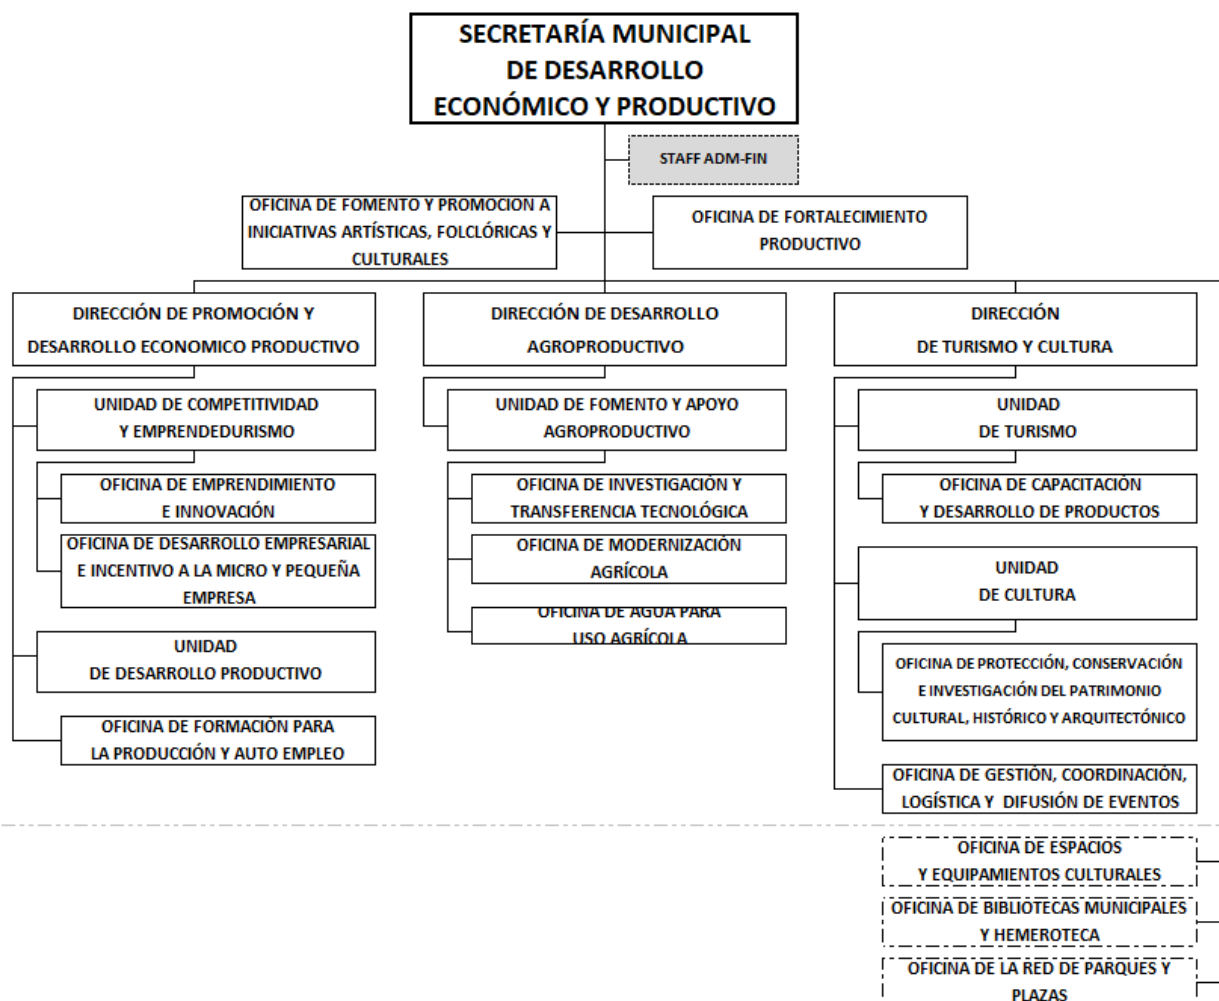 SECRETARÍA MUNICIPAL
DE DESARROLLO
ECONÓMICO Y PRODUCTIVO
STAFF ADM-FIN
OFICINA DE FOMENTO Y PROMOCION A
INICIATIVAS ARTÍSTICAS, FOLCLÓRICAS Y
CULTURALES
OFICINA DE FORTALECIMIENTO
PRODUCTIVO
DIRECCIÓN DE PROMOCIÓN Y
DESARROLLO ECONOMICO PRODUCTIVO
UNIDAD DE COMPETITIVIDAD
Y EMPRENDEDURISMO
OFICINA DE EMPRENDIMIENTO
E INNOVACIÓN
OFICINA DE DESARROLLO EMPRESARIAL
E INCENTIVO A LA MICRO Y PEQUEÑA
EMPRESA
UNIDAD
DE DESARROLLO PRODUCTIVO
OFICINA DE FORMACIÓN PARA
LA PRODUCCIÓN Y AUTO EMPLEO
DIRECCIÓN DE DESARROLLO
AGROPRODUCTIVO
UNIDAD DE FOMENTO Y APOYO
AGROPRODUCTIVO
OFICINA DE INVESTIGACIÓN Y
TRANSFERENCIA TECNOLÓGICA
OFICINA DE MODERNIZACIÓN
AGRÍCOLA
OFICINA DE AGUA PARA
USO AGRÍCOLA
DIRECCIÓN
DE TURISMO Y CULTURA
UNIDAD
DE TURISMO
OFICINA DE CAPACITACIÓN
Y DESARROLLO DE PRODUCTOS
UNIDAD
DE CULTURA
OFICINA DE PROTECCIÓN, CONSERVACIÓN
E INVESTIGACIÓN DEL PATRIMONIO
CULTURAL, HISTÓRICO Y ARQUITECTÓNICO
OFICINA DE GESTIÓN, COORDINACIÓN,
LOGÍSTICA Y DIFUSIÓN DE EVENTOS
OFICINA DE ESPACIOS
Y EQUIPAMIENTOS CULTURALES
OFICINA DE BIBLIOTECAS MUNICIPALES
Y HEMEROTECA
OFICINA DE LA RED DE PARQUES Y
PLAZAS